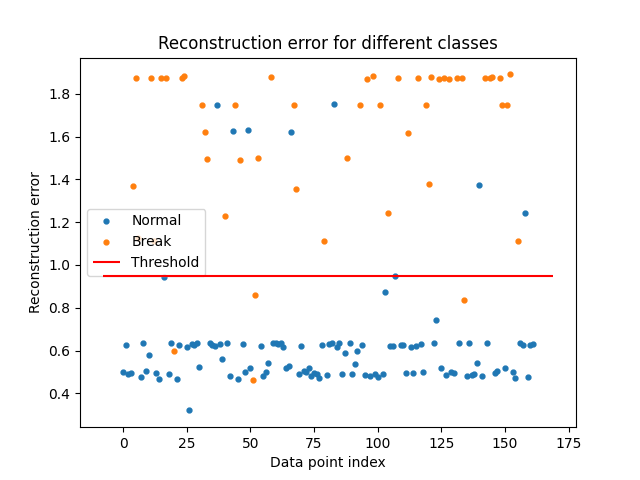 Reconstruction error for different classes
Reconstruction error
1.8
1.6
1.4
1.2
1.0
0.8
0.6
0.4
Normal
Break
Threshold
0
25
50
75
100
125
150
175
Data point index